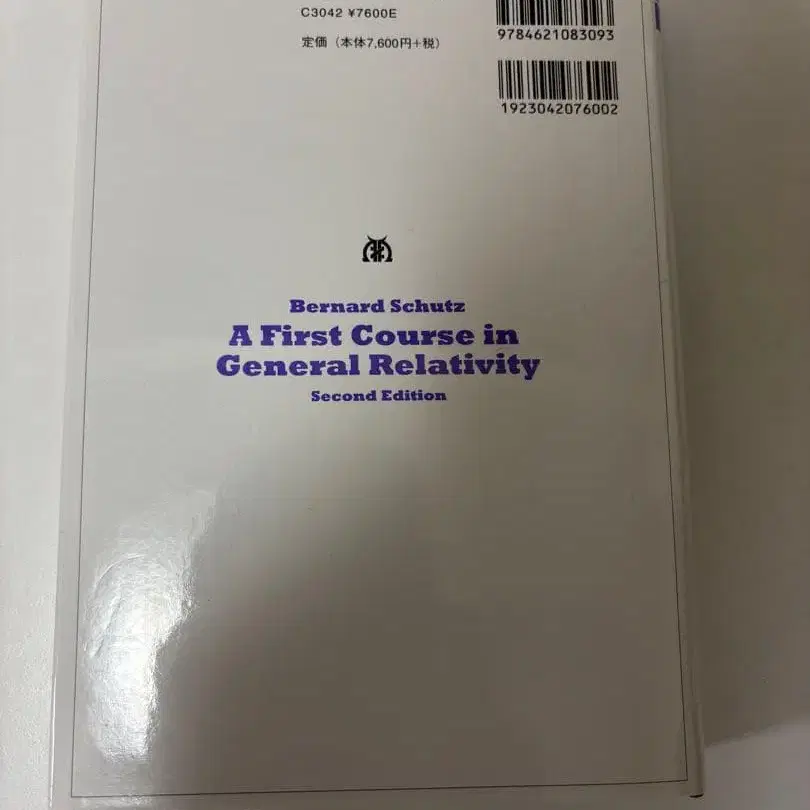 C3042 ¥7600E
定価（本体7,600円+税）
9784621083093
1923042076002
Bernard Schutz
A First Course in
General Relativity
Second Edition